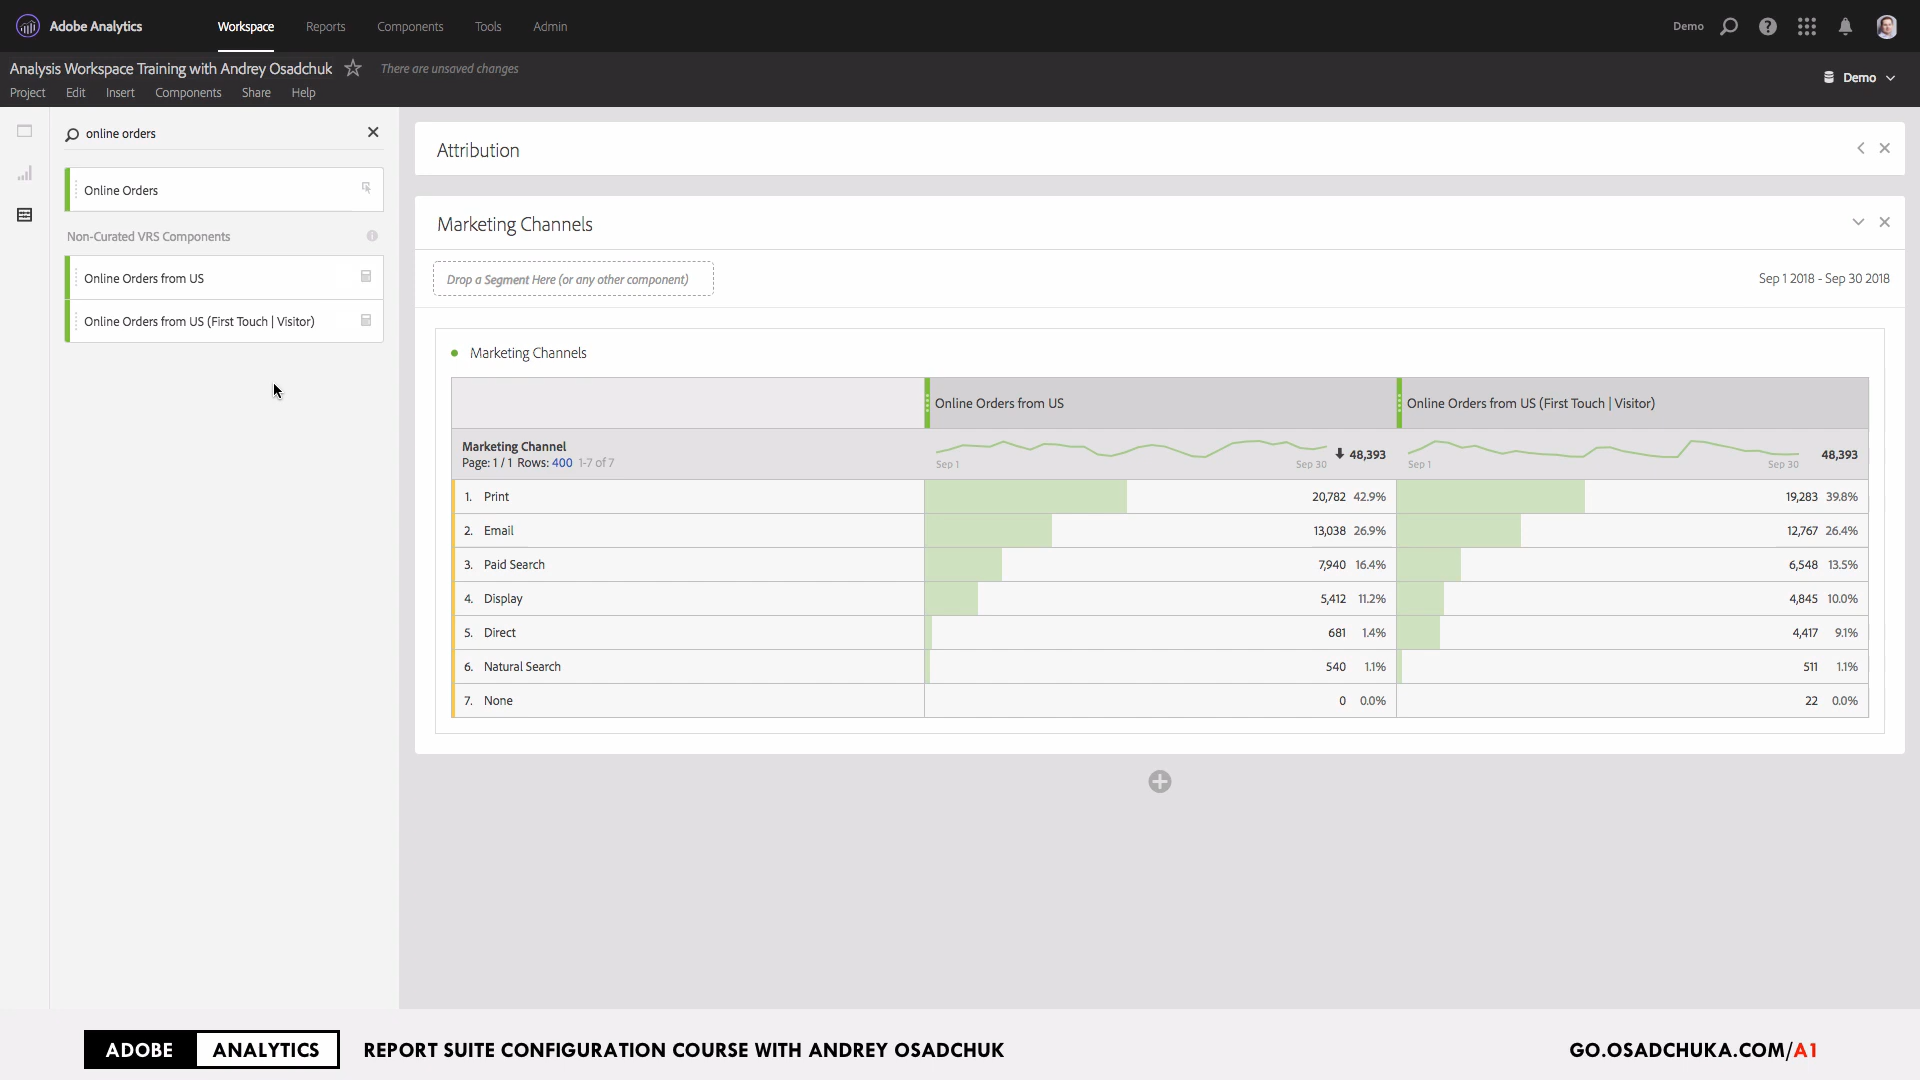 Adobe Analytics
Workspace Reports Components Tools Admin
Demo
Analysis Workspace Training with Andrey Osadchuk There are unsaved changes
Demo
Project Edit Insert Components Share Help
online orders
Online Orders
Non-Curated VRS Components
Online Orders from US
Online Orders from US (First Touch | Visitor)
Attribution
Marketing Channels
Drop a Segment Here (or any other component)
Sep 1 2018 - Sep 30 2018
Marketing Channels
Online Orders from US Online Orders from US (First Touch | Visitor)
Marketing Channel
Page: 1 / 1 Rows: 400 1-7 of 7
Sep 1 Sep 30 48,393 Sep 1 Sep 30 48,393
1. Print 20,782 42.9% 19,283 39.8%
2. Email 13,038 26.9% 12,767 26.4%
3. Paid Search 7,940 16.4% 6,548 13.5%
4. Display 5,412 11.2% 4,845 10.0%
5. Direct 681 1.4% 4,417 9.1%
6. Natural Search 540 1.1% 511 1.1%
7. None 0 0.0% 22 0.0%
ADOBE ANALYTICS REPORT SUITE CONFIGURATION COURSE WITH ANDREY OSADCHUK GO.OSADCHUKA.COM/A1